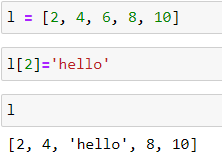 l = [2, 4, 6, 8, 10]
l[2]='hello'
l
[2, 4, 'hello', 8, 10]